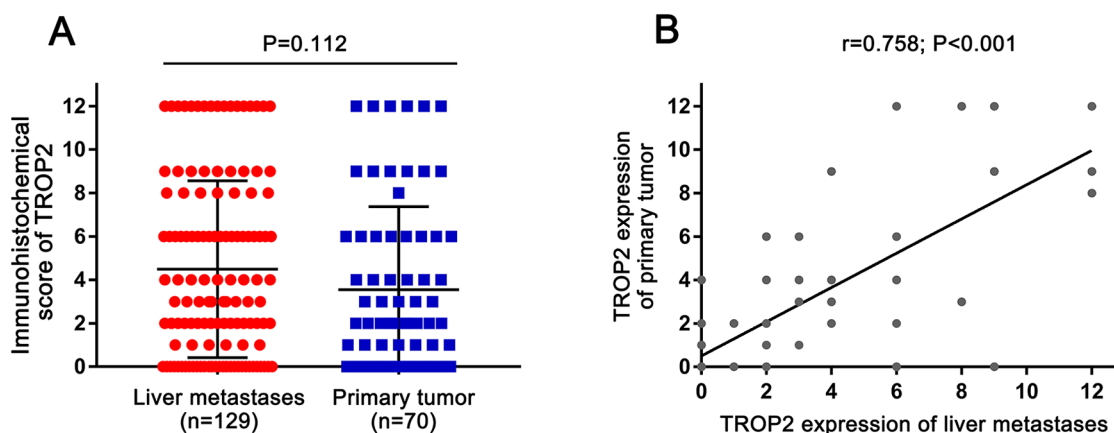 A
P=0.112
Immunohistochemical
score of TROP2
12
10
8
6
4
2
0
Liver metastases
(n=129)
Primary tumor
(n=70)
B
r=0.758; P<0.001
TROP2 expression
of primary tumor
12
10
8
6
4
2
0
0 2 4 6 8 10 12
TROP2 expression of liver metastases